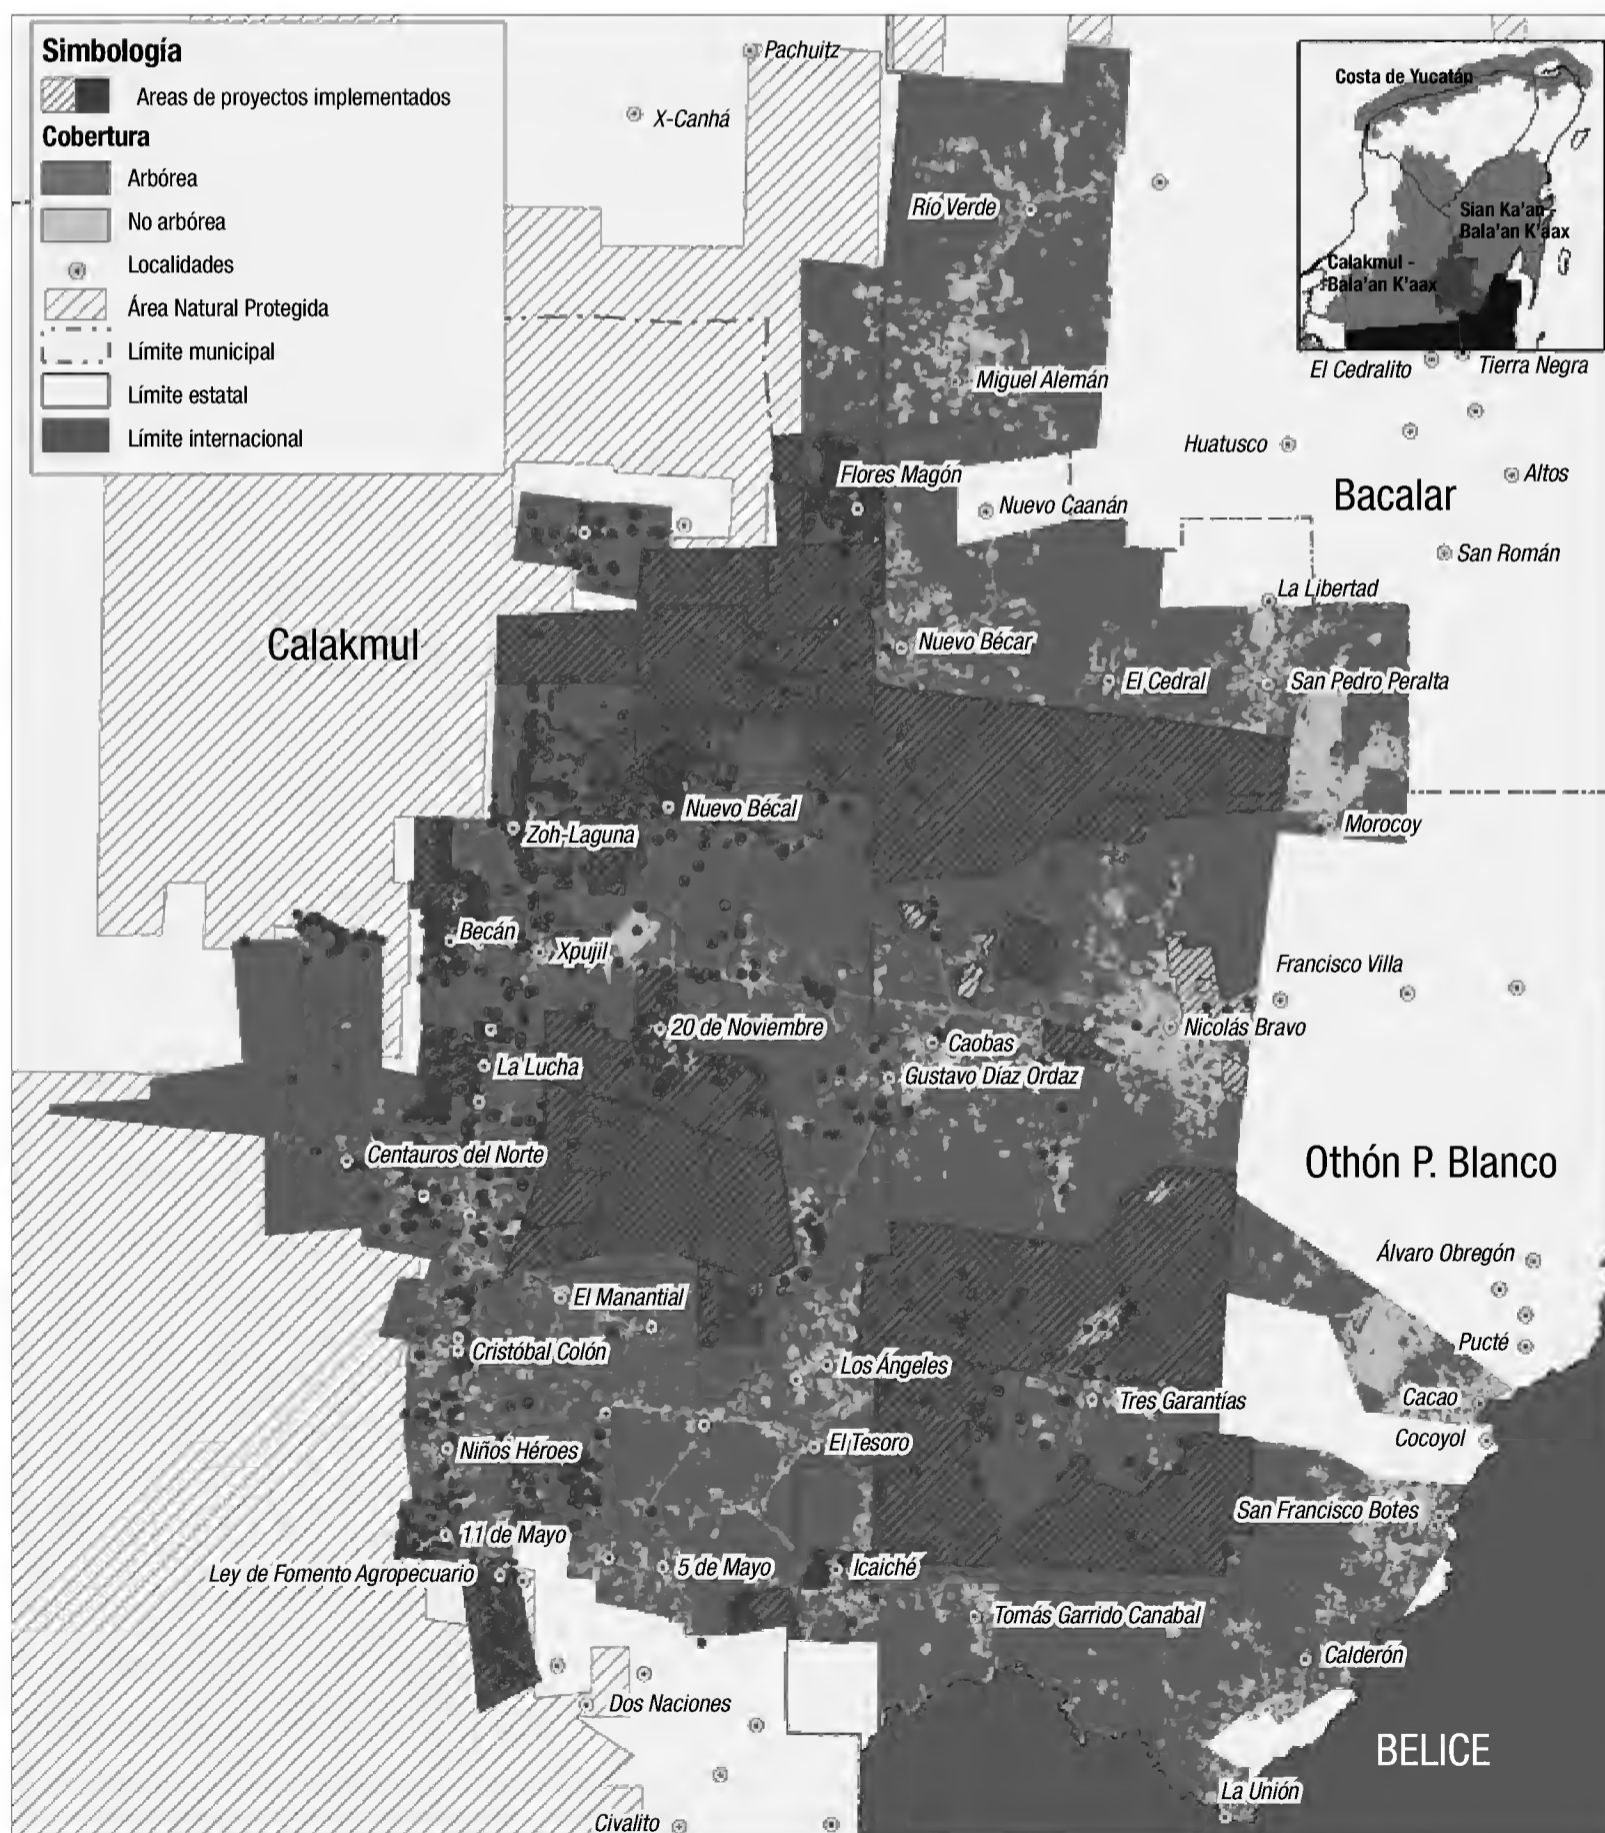 Simbología
Areas de proyectos implementados
Cobertura
Arbórea
No arbórea
Localidades
Área Natural Protegida
Límite municipal
Límite estatal
Límite internacional
Pachuitz
X-Canhá
Costa de Yucatán
Sian Ka'an -
Bala'an K'aax
Calakmul -
Bala'an K'aax
Río Verde
Miguel Alemán
El Cedralito
Tierra Negra
Huatusco
Altos
Flores Magón
Nuevo Caanán
Bacalar
San Román
La Libertad
Calakmul
Nuevo Bécar
El Cedral
San Pedro Peralta
Nuevo Bécal
Zoh-Laguna
Morocoy
Becán
Xpujil
Francisco Villa
20 de Noviembre
Caobas
Nicolás Bravo
La Lucha
Gustavo Díaz Ordaz
Centauros del Norte
Othón P. Blanco
Álvaro Obregón
El Manantial
Cristóbal Colón
Los Ángeles
Pucté
Tres Garantías
Cacao
Cocoyol
Niños Héroes
El Tesoro
San Francisco Botes
11 de Mayo
Ley de Fomento Agropecuario
5 de Mayo
Icaiché
Tomás Garrido Canabal
Calderón
Dos Naciones
BELICE
La Unión
Civalito